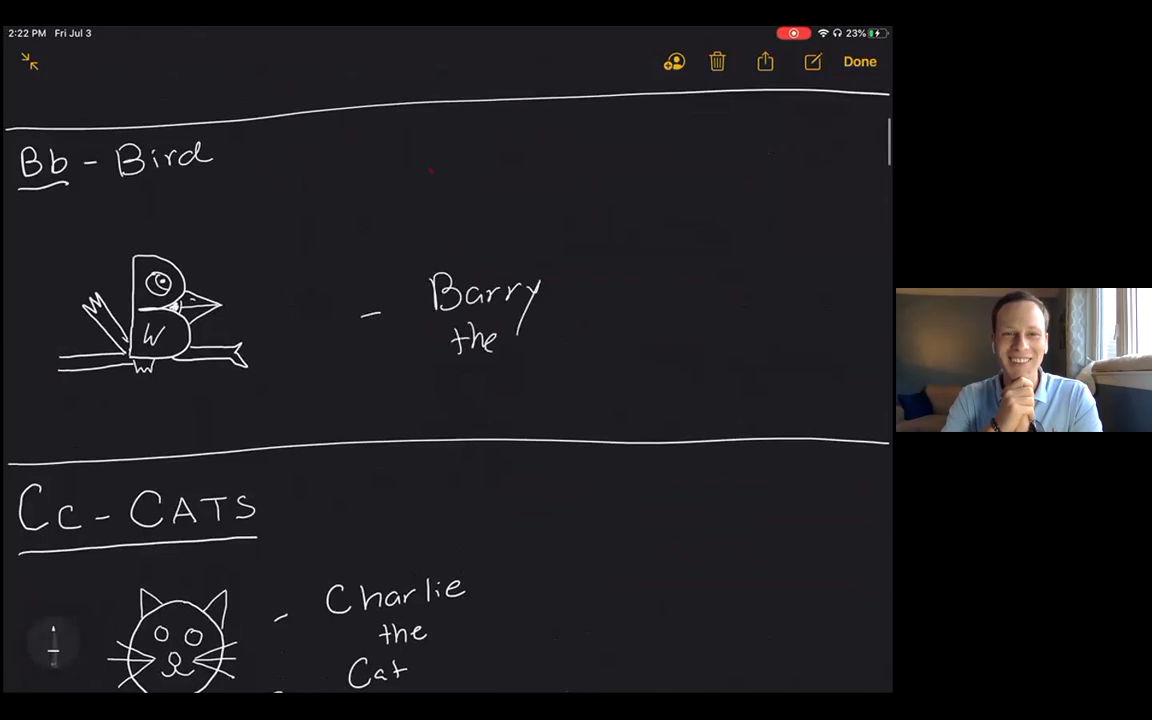 2:22 PM Fri Jul 3
23%
Done
Bb - Bird
W
- Barry
the
Cc - CATS
- Charlie
the
Cat